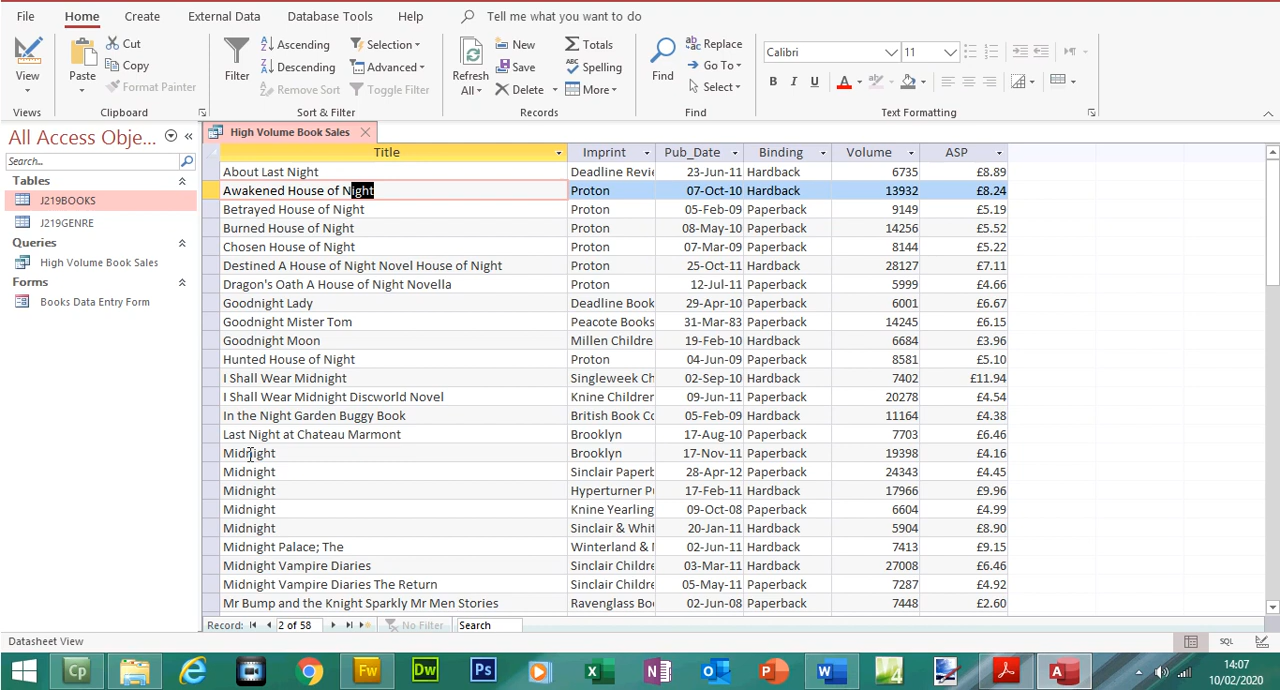 File Home Create External Data Database Tools Help Tell me what you want to do
View Paste Cut Copy Format Painter Filter Ascending Descending Remove Sort Selection Advanced Toggle Filter Refresh All New Save Delete Totals Spelling More Find Replace Go To Select Calibri 11 B I U A
Views Clipboard Sort & Filter Records Find Text Formatting
All Access Obje... «
Search...
Tables
J219BOOKS
J219GENRE
Queries
High Volume Book Sales
Forms
Books Data Entry Form
High Volume Book Sales
Title Imprint Pub_Date Binding Volume ASP
About Last Night Deadline Revie 23-Jun-11 Hardback 6735 £8.89
Awakened House of Night Proton 07-Oct-10 Hardback 13932 £8.24
Betrayed House of Night Proton 05-Feb-09 Paperback 9149 £5.19
Burned House of Night Proton 08-May-10 Paperback 14256 £5.52
Chosen House of Night Proton 07-Mar-09 Paperback 8144 £5.22
Destined A House of Night Novel House of Night Proton 25-Oct-11 Hardback 28127 £7.11
Dragon's Oath A House of Night Novella Proton 12-Jul-11 Paperback 5999 £4.66
Goodnight Lady Deadline Book 29-Apr-10 Paperback 6001 £6.67
Goodnight Mister Tom Peacote Books 31-Mar-83 Paperback 14245 £6.15
Goodnight Moon Millen Childre 19-Feb-10 Hardback 6684 £3.96
Hunted House of Night Proton 04-Jun-09 Paperback 8581 £5.10
I Shall Wear Midnight Singleweek Ch 02-Sep-10 Hardback 7402 £11.94
I Shall Wear Midnight Discworld Novel Knine Children 09-Jun-11 Paperback 20278 £4.54
In the Night Garden Buggy Book British Book Co 05-Feb-09 Hardback 11164 £4.38
Last Night at Chateau Marmont Brooklyn 17-Aug-10 Paperback 7703 £6.46
Midnight Brooklyn 17-Nov-11 Paperback 19398 £4.16
Midnight Sinclair Paperb 28-Apr-12 Paperback 24343 £4.45
Midnight Hyperturner P 17-Feb-11 Hardback 17966 £9.96
Midnight Knine Yearling 09-Oct-08 Paperback 6604 £4.99
Midnight Sinclair & Whit 20-Jan-11 Hardback 5904 £8.90
Midnight Palace; The Winterland & 02-Jun-11 Hardback 7413 £9.15
Midnight Vampire Diaries Sinclair Childre 03-Mar-11 Hardback 27008 £6.46
Midnight Vampire Diaries The Return Sinclair Childre 05-May-11 Paperback 7287 £4.92
Mr Bump and the Knight Sparkly Mr Men Stories Ravenglass Bo 02-Jun-08 Paperback 7448 £2.60
Record: 2 of 58 No Filter Search
Datasheet View SQL
Cp Fw Dw Ps X N O P W A 14:07
10/02/2020